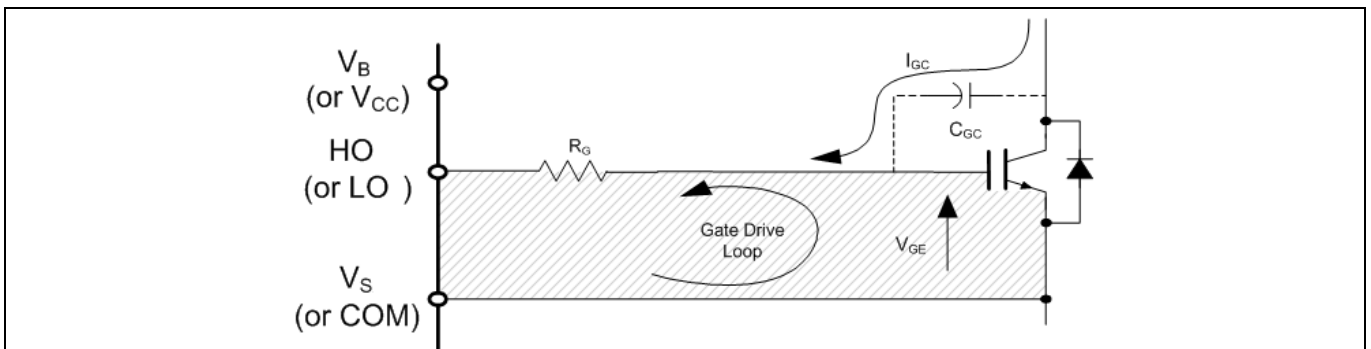 V_B
(or V_CC)
HO
(or LO )
V_S
(or COM)
R_G
I_GC
C_GC
Gate Drive
Loop
V_GE